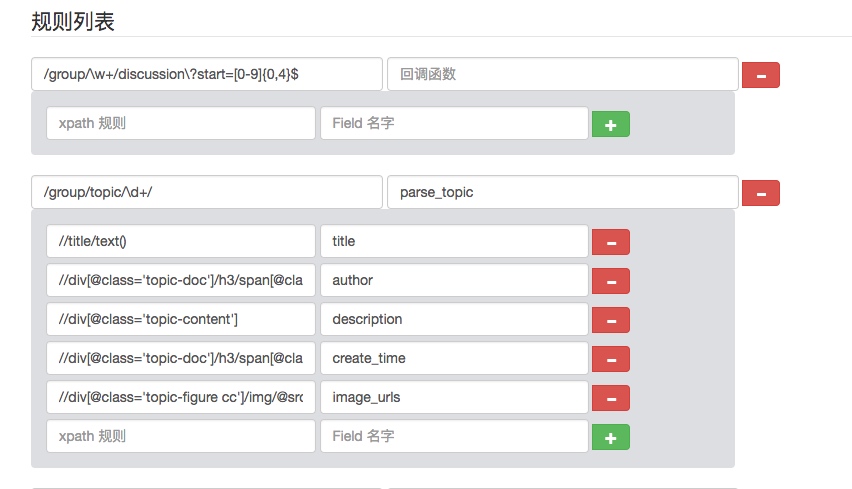 规则列表
/group/\w+/discussion\?start=[0-9]{0,4}$ 回调函数
xpath 规则 Field 名字
/group/topic/\d+/ parse_topic
//title/text() title
//div[@class='topic-doc']/h3/span[@cla author
//div[@class='topic-content'] description
//div[@class='topic-doc']/h3/span[@cla create_time
//div[@class='topic-figure cc']/img/@src image_urls
xpath 规则 Field 名字